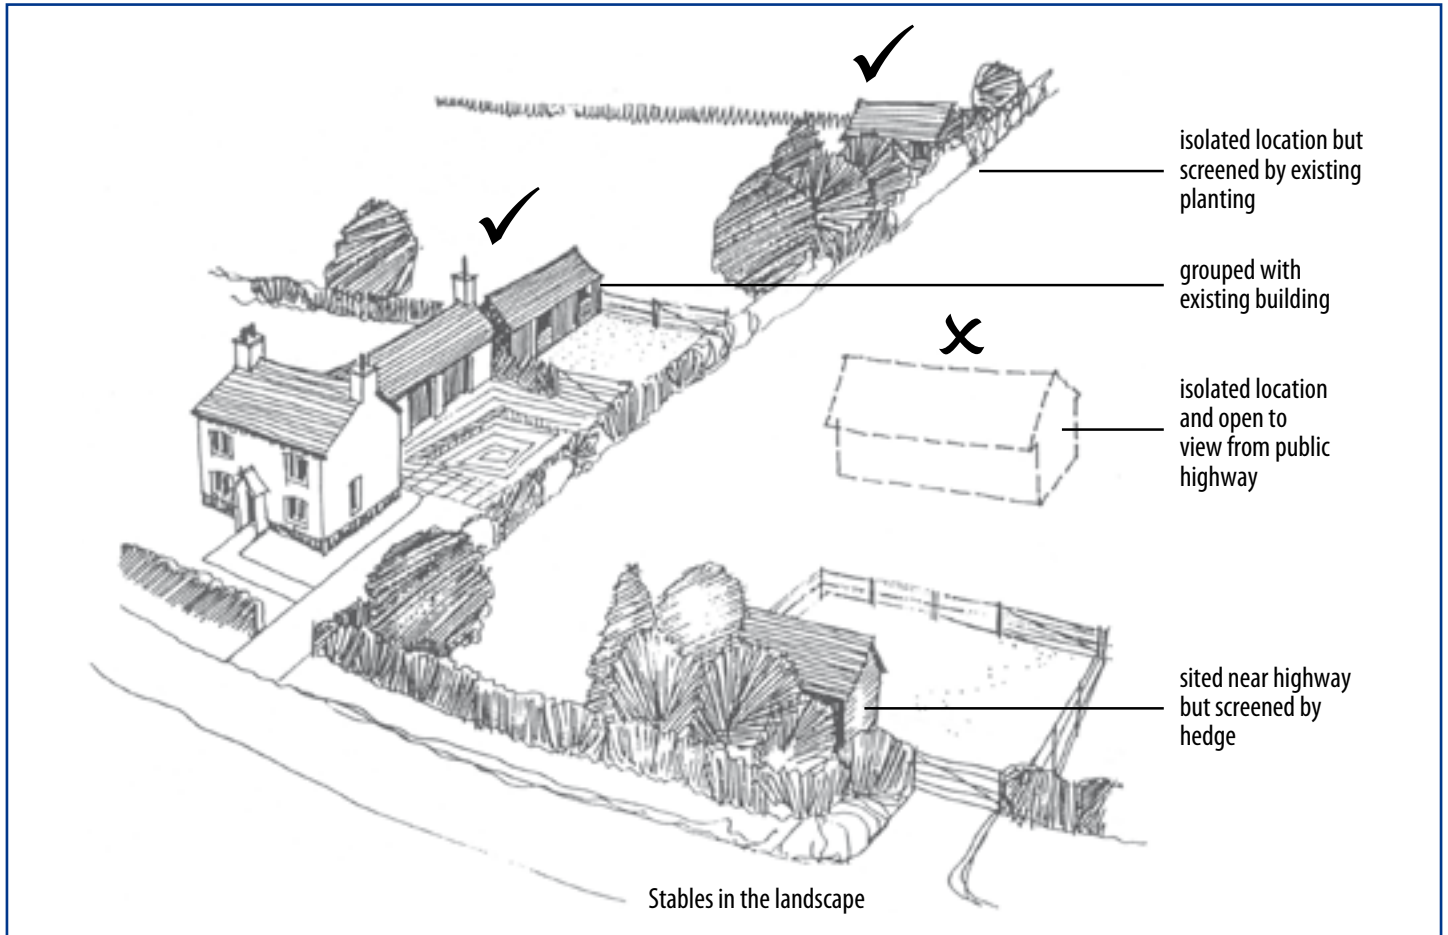 isolated location but
screened by existing
planting
grouped with
existing building
isolated location
and open to
view from public
highway
sited near highway
but screened by
hedge
Stables in the landscape